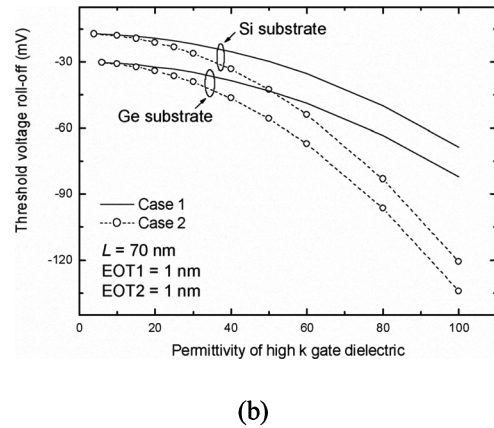 Threshold voltage roll-off (mV)
-30
-60
-90
-120
Si substrate
Ge substrate
Case 1
Case 2
L = 70 nm
EOT1 = 1 nm
EOT2 = 1 nm
0 20 40 60 80 100
Permittivity of high k gate dielectric
(b)